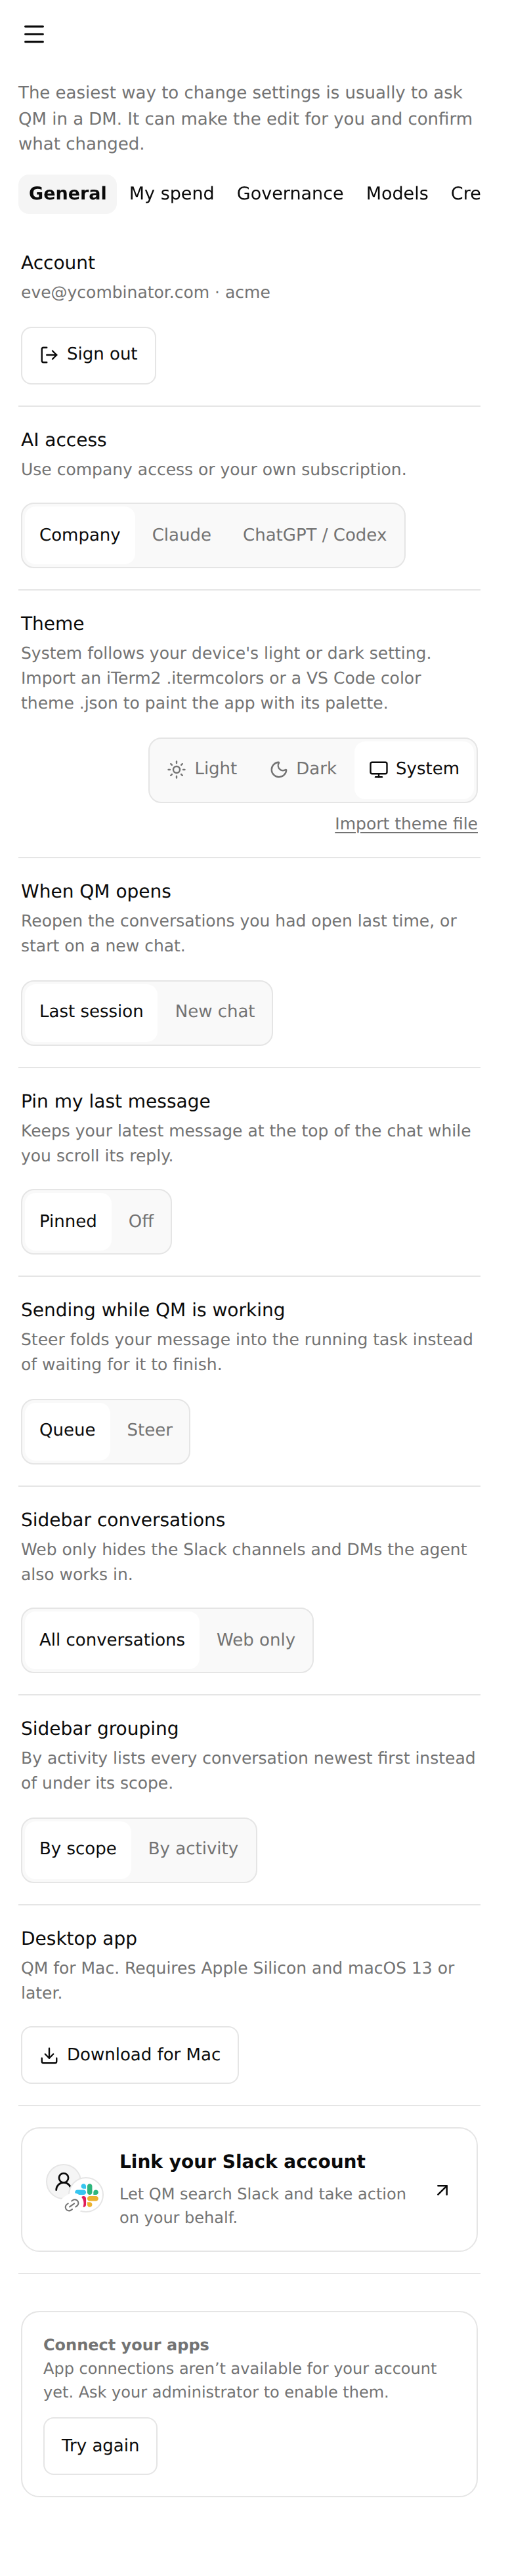 The easiest way to change settings is usually to ask
QM in a DM. It can make the edit for you and confirm
what changed.
General My spend Governance Models Cre
Account
eve@ycombinator.com · acme
Sign out
AI access
Use company access or your own subscription.
Company Claude ChatGPT / Codex
Theme
System follows your device's light or dark setting.
Import an iTerm2 .itermcolors or a VS Code color
theme .json to paint the app with its palette.
Light Dark System
Import theme file
When QM opens
Reopen the conversations you had open last time, or
start on a new chat.
Last session New chat
Pin my last message
Keeps your latest message at the top of the chat while
you scroll its reply.
Pinned Off
Sending while QM is working
Steer folds your message into the running task instead
of waiting for it to finish.
Queue Steer
Sidebar conversations
Web only hides the Slack channels and DMs the agent
also works in.
All conversations Web only
Sidebar grouping
By activity lists every conversation newest first instead
of under its scope.
By scope By activity
Desktop app
QM for Mac. Requires Apple Silicon and macOS 13 or
later.
Download for Mac
Link your Slack account
Let QM search Slack and take action
on your behalf.
Connect your apps
App connections aren’t available for your account
yet. Ask your administrator to enable them.
Try again